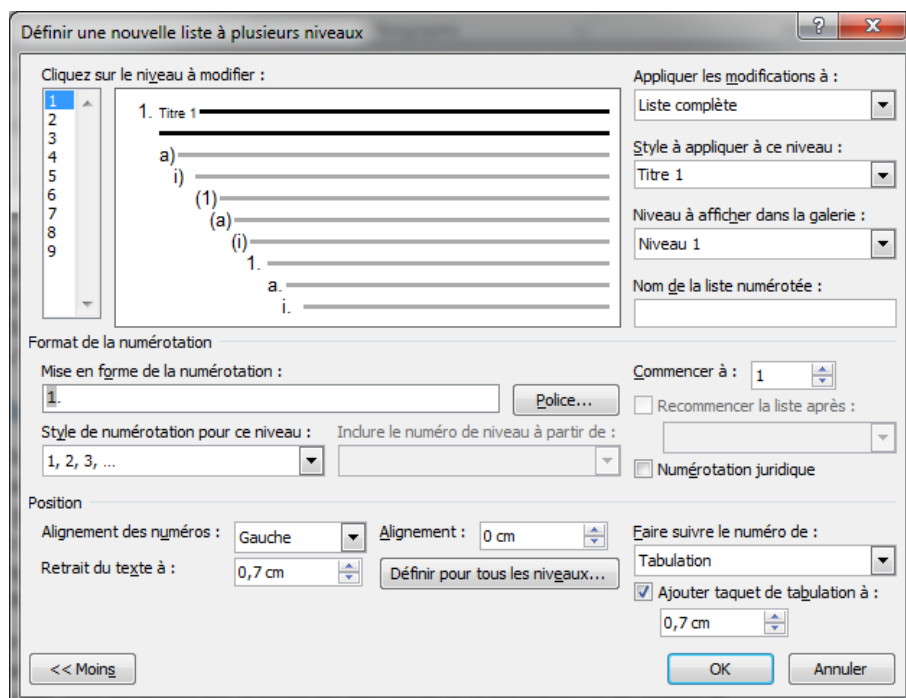 Définir une nouvelle liste à plusieurs niveaux
Cliquez sur le niveau à modifier :
1
2
3
4
5
6
7
8
9
1. Titre 1
a)
i)
(1)
(a)
(i)
1.
a.
i.
Appliquer les modifications à :
Liste complète
Style à appliquer à ce niveau :
Titre 1
Niveau à afficher dans la galerie :
Niveau 1
Nom de la liste numérotée :
Format de la numérotation
Mise en forme de la numérotation :
1.
Police...
Commencer à : 1
Recommencer la liste après :
Style de numérotation pour ce niveau :
Inclure le numéro de niveau à partir de :
1, 2, 3, ...
Numérotation juridique
Position
Alignement des numéros : Gauche
Alignement : 0 cm
Faire suivre le numéro de :
Tabulation
Retrait du texte à : 0,7 cm
Définir pour tous les niveaux...
Ajouter taquet de tabulation à :
0,7 cm
<< Moins
OK
Annuler